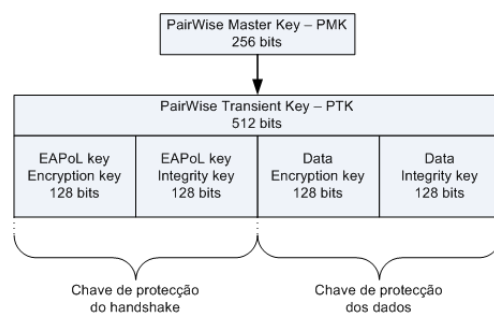 PairWise Master Key – PMK
256 bits
PairWise Transient Key – PTK
512 bits
EAPoL key
Encryption key
128 bits
EAPoL key
Integrity key
128 bits
Data
Encryption key
128 bits
Data
Integrity key
128 bits
Chave de protecção
do handshake
Chave de protecção
dos dados